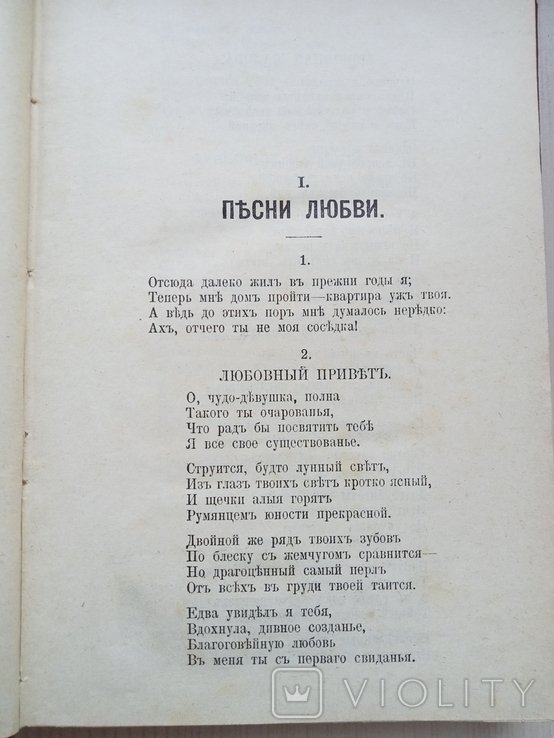 I.
ПѢСНИ ЛЮБВИ.
1.
Отсюда далеко жилъ въ прежни годы я;
Теперь мнѣ домъ пройти—квартира ужъ твоя.
А вѣдь до этихъ поръ мнѣ думалось нерѣдко:
Ахъ, отчего ты не моя сосѣдка!
2.
ЛЮБОВНЫЙ ПРИВѢТЪ.
О, чудо-дѣвушка, полна
Такого ты очарованья,
Что радъ бы посвятить тебѣ
Я все свое существованье.
Струится, будто лунный свѣтъ,
Изъ глазъ твоихъ свѣтъ кротко ясный,
И щечки алыя горятъ
Румянцемъ юности прекрасной.
Двойной же рядъ твоихъ зубовъ
По блеску съ жемчугомъ сравнится—
Но драгоцѣнный самый перлъ
Отъ всѣхъ въ груди твоей таится.
Едва увидѣлъ я тебя,
Вдохнула, дивное созданье,
Благоговѣйную любовь
Въ меня ты съ перваго свиданья.
VIOLITY